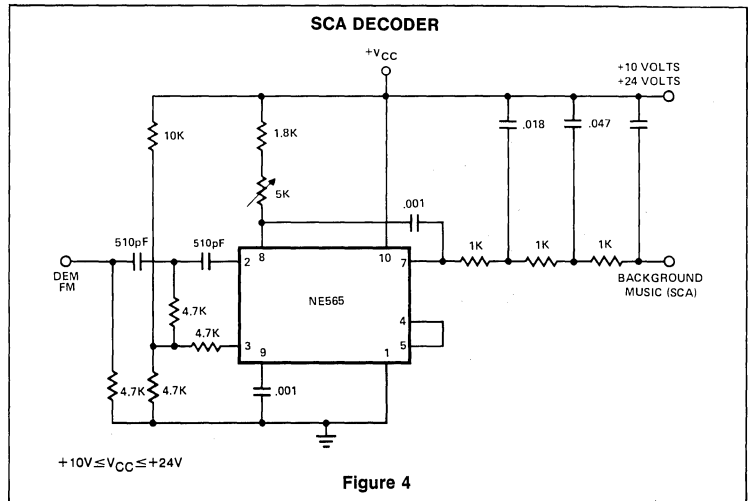 SCA DECODER
+VCC
+10 VOLTS
+24 VOLTS
10K
1.8K
.018
.047
5K
.001
510pF
510pF
2
8
10
7
1K
1K
1K
DEM
FM
BACKGROUND
MUSIC (SCA)
NE565
4.7K
4.7K
3
9
4
5
1
4.7K
4.7K
.001
+10V≤VCC≤+24V
Figure 4